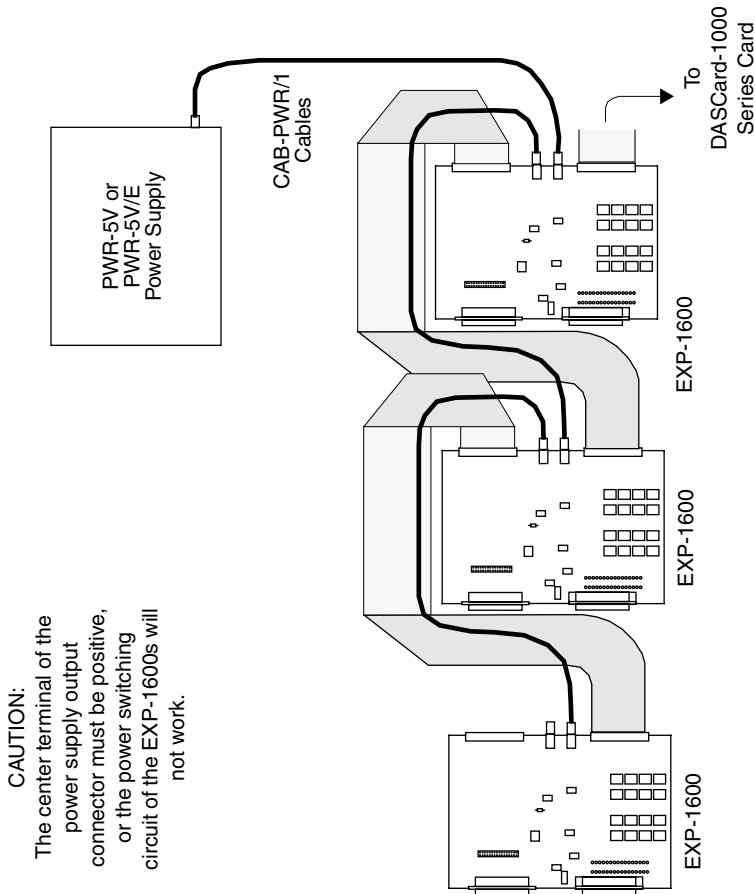 CAUTION:
The center terminal of the
power supply output
connector must be positive,
or the power switching
circuit of the EXP-1600s will
not work.
PWR-5V or
PWR-5V/E
Power Supply
CAB-PWR/1
Cables
To
DASCard-1000
Series Card
EXP-1600
EXP-1600
EXP-1600